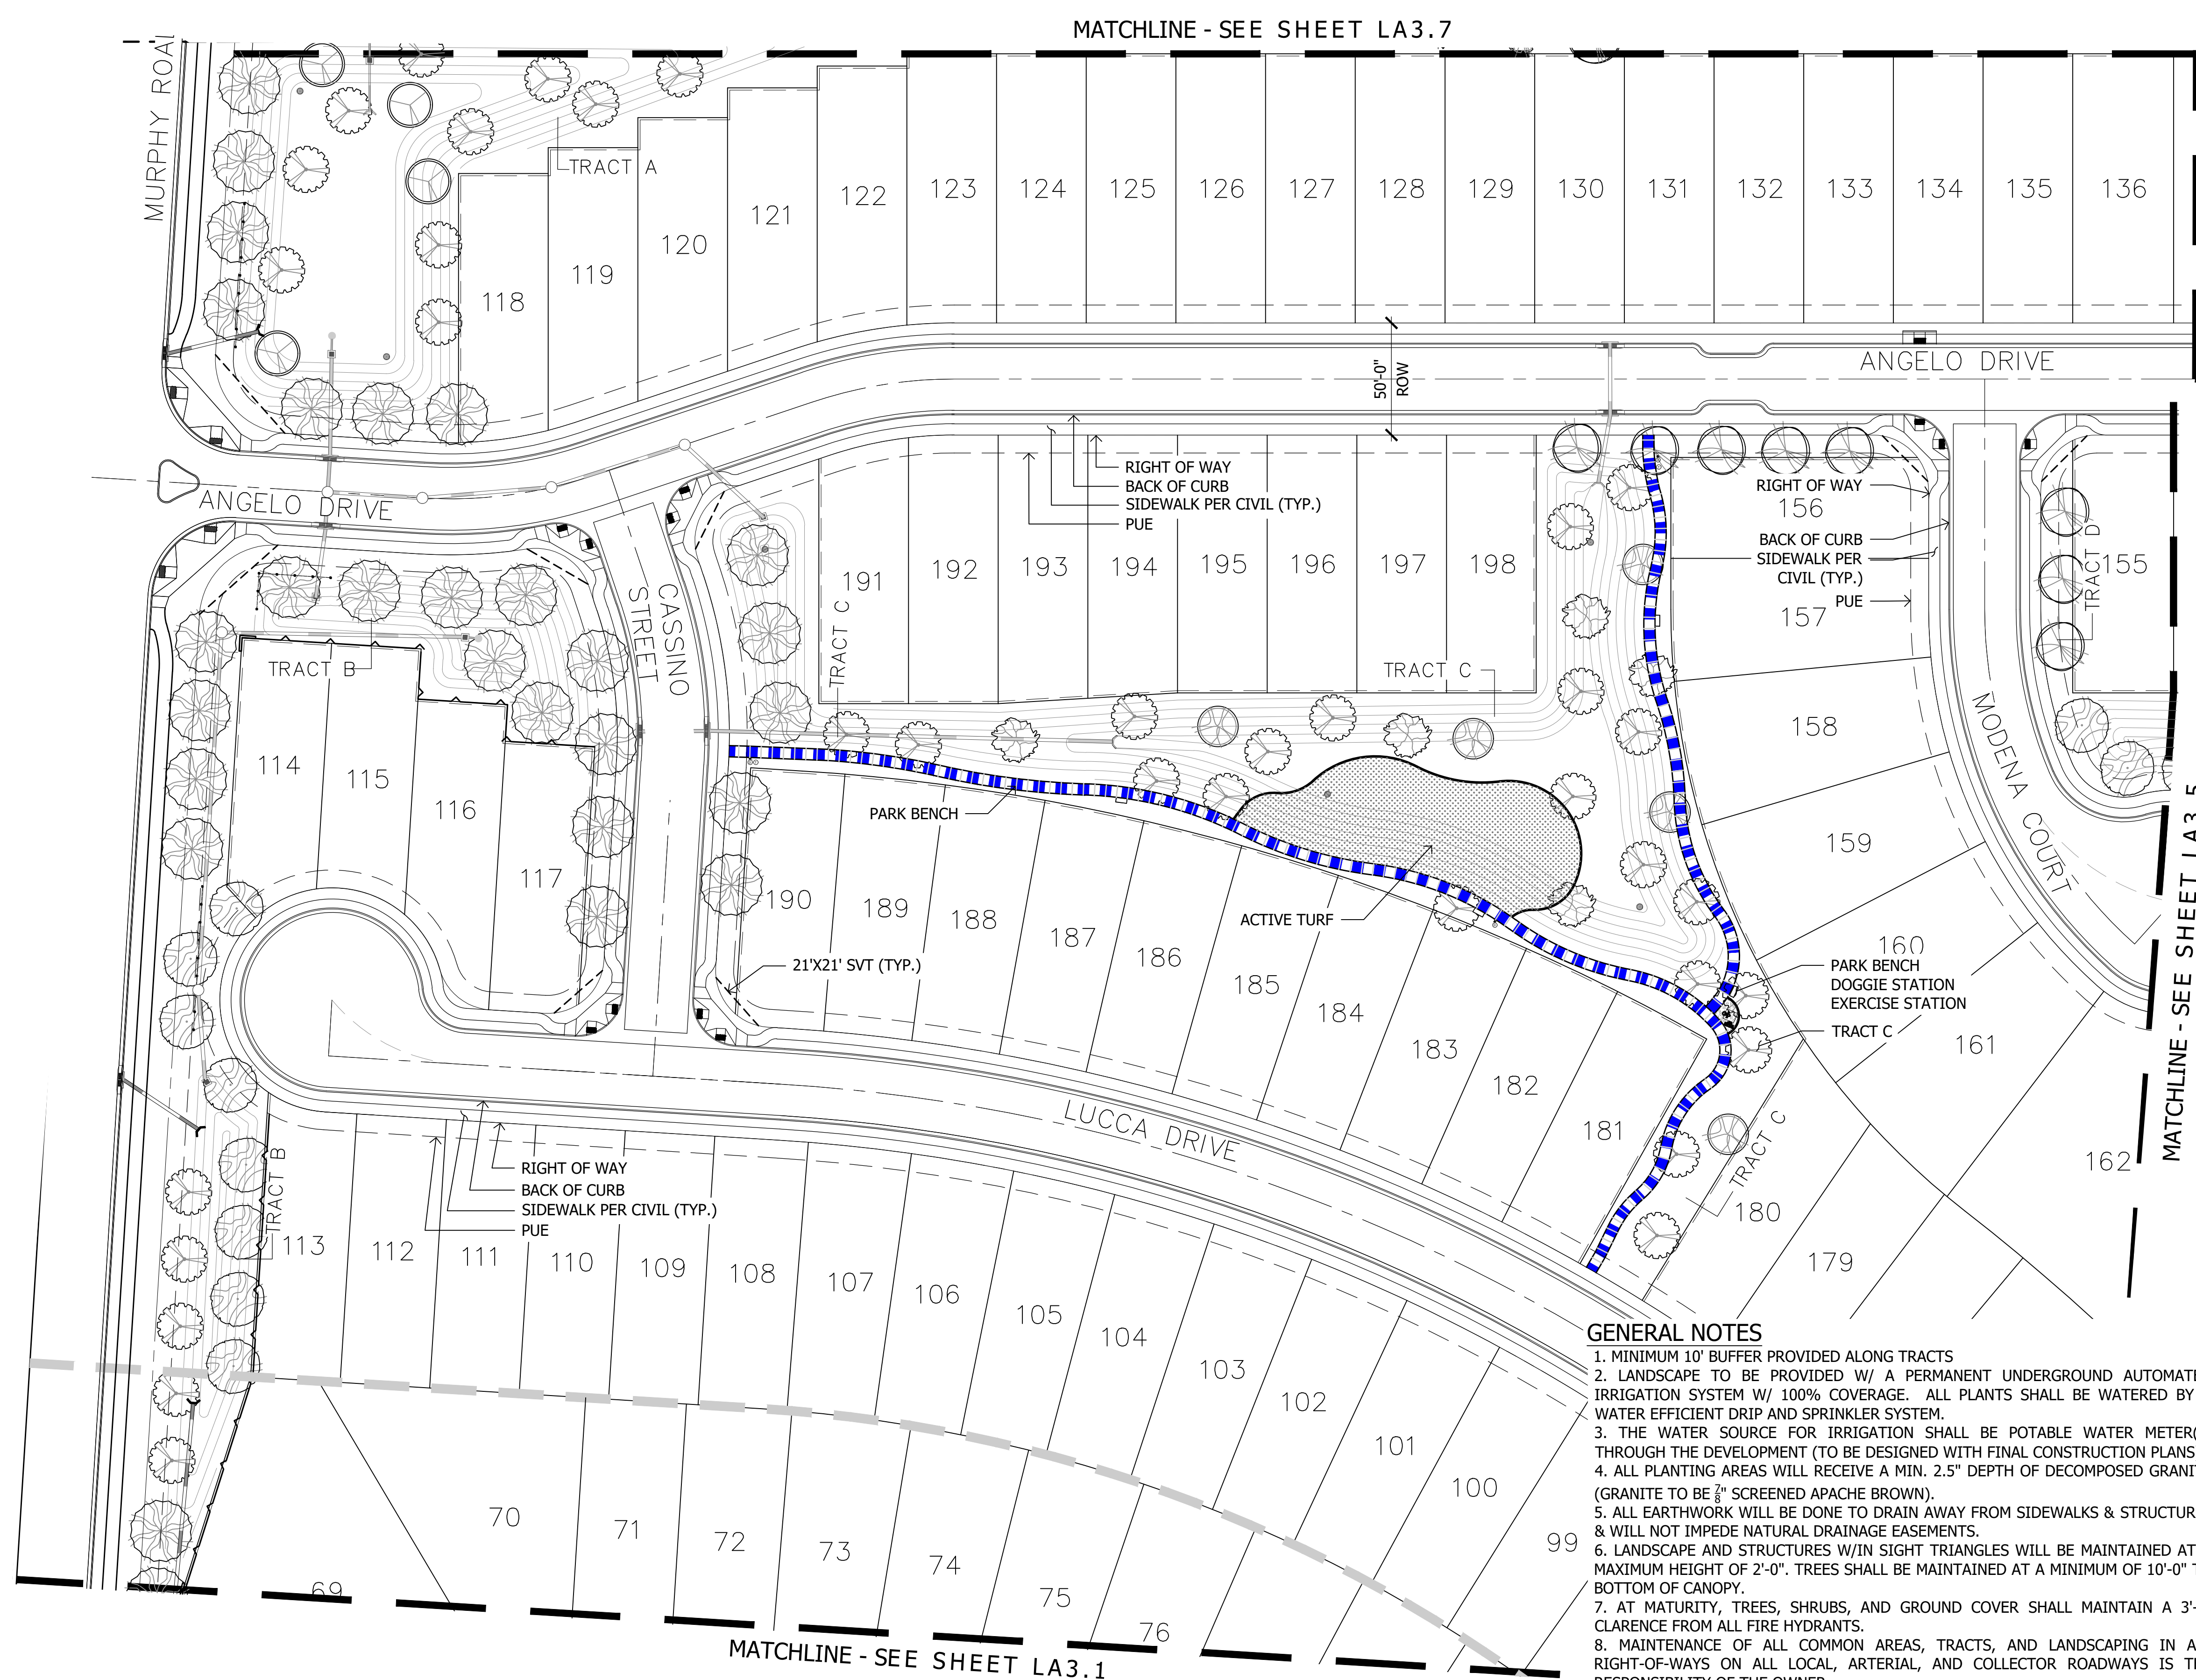 MATCHLINE - SEE SHEET LA3.7
MURPHY ROAD
TRACT A
118
119
120
121
122
123
124
125
126
127
128
129
130
131
132
133
134
135
136
ANGELO DRIVE
50'-0"
ROW
ANGELO DRIVE
RIGHT OF WAY
BACK OF CURB
SIDEWALK PER CIVIL (TYP.)
PUE
RIGHT OF WAY
156
BACK OF CURB
SIDEWALK PER
CIVIL (TYP.)
PUE
157
TRACT D
155
CASSINO
STREET
191
192
193
194
195
196
197
198
TRACT C
TRACT C
TRACT B
114
115
116
117
158
159
160
161
162
MODENA COURT
PARK BENCH
ACTIVE TURF
190
189
188
187
186
185
184
183
182
181
21'X21' SVT (TYP.)
PARK BENCH
DOGGIE STATION
EXERCISE STATION
TRACT C
TRACT C
180
179
LUCCA DRIVE
MATCHLINE - SEE SHEET LA3.5
TRACT B
RIGHT OF WAY
BACK OF CURB
SIDEWALK PER CIVIL (TYP.)
PUE
113
112
111
110
109
108
107
106
105
104
103
102
101
100
99
69
70
71
72
73
74
75
76
MATCHLINE - SEE SHEET LA3.1
GENERAL NOTES
1. MINIMUM 10' BUFFER PROVIDED ALONG TRACTS
2. LANDSCAPE TO BE PROVIDED W/ A PERMANENT UNDERGROUND AUTOMATE
IRRIGATION SYSTEM W/ 100% COVERAGE. ALL PLANTS SHALL BE WATERED BY
WATER EFFICIENT DRIP AND SPRINKLER SYSTEM.
3. THE WATER SOURCE FOR IRRIGATION SHALL BE POTABLE WATER METER(
THROUGH THE DEVELOPMENT (TO BE DESIGNED WITH FINAL CONSTRUCTION PLANS
4. ALL PLANTING AREAS WILL RECEIVE A MIN. 2.5" DEPTH OF DECOMPOSED GRANI
(GRANITE TO BE 7/8" SCREENED APACHE BROWN).
5. ALL EARTHWORK WILL BE DONE TO DRAIN AWAY FROM SIDEWALKS & STRUCTUR
& WILL NOT IMPEDE NATURAL DRAINAGE EASEMENTS.
6. LANDSCAPE AND STRUCTURES W/IN SIGHT TRIANGLES WILL BE MAINTAINED AT
MAXIMUM HEIGHT OF 2'-0". TREES SHALL BE MAINTAINED AT A MINIMUM OF 10'-0" T
BOTTOM OF CANOPY.
7. AT MATURITY, TREES, SHRUBS, AND GROUND COVER SHALL MAINTAIN A 3'-
CLARENCE FROM ALL FIRE HYDRANTS.
8. MAINTENANCE OF ALL COMMON AREAS, TRACTS, AND LANDSCAPING IN A
RIGHT-OF-WAYS ON ALL LOCAL, ARTERIAL, AND COLLECTOR ROADWAYS IS T
RESPONSIBILITY OF THE OWNER